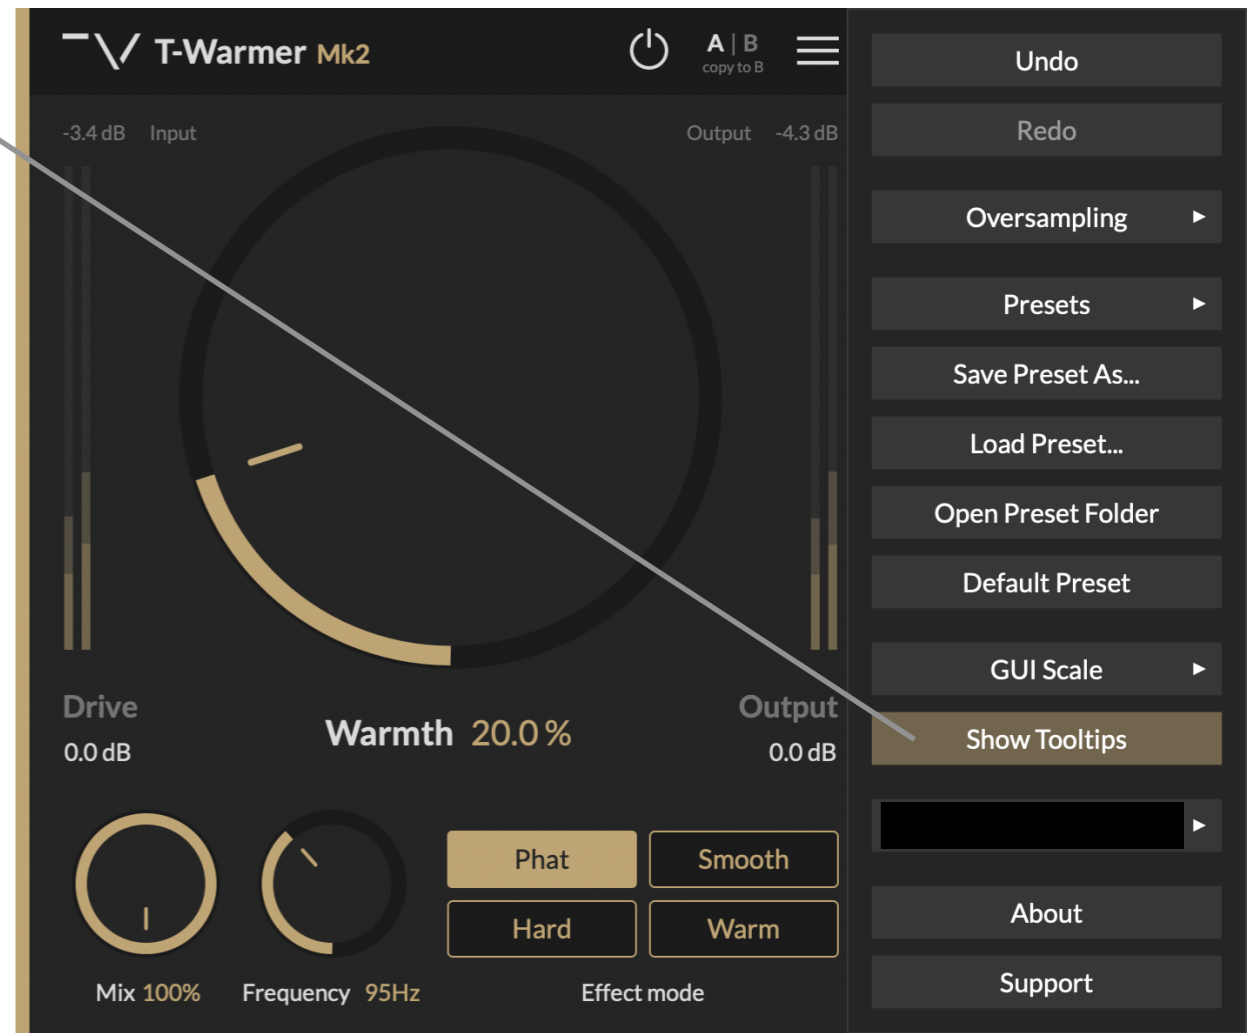 T-Warmer Mk2
A | B
copy to B
-3.4 dB Input
Output -4.3 dB
Drive
0.0 dB
Warmth 20.0 %
Output
0.0 dB
Phat
Smooth
Hard
Warm
Mix 100%
Frequency 95Hz
Effect mode
Undo
Redo
Oversampling
Presets
Save Preset As...
Load Preset...
Open Preset Folder
Default Preset
GUI Scale
Show Tooltips
About
Support